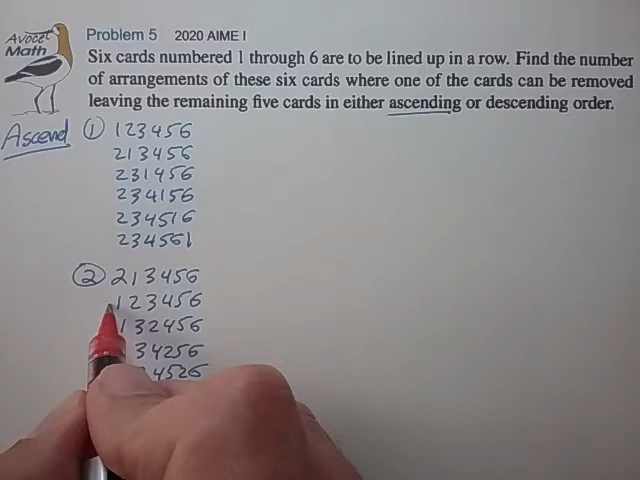 Avocet
Math
Problem 5 2020 AIME I
Six cards numbered 1 through 6 are to be lined up in a row. Find the number
of arrangements of these six cards where one of the cards can be removed
leaving the remaining five cards in either ascending or descending order.
Ascend ① 123456
213456
231456
234156
234516
234561
② 213456
123456
132456
34256
4526